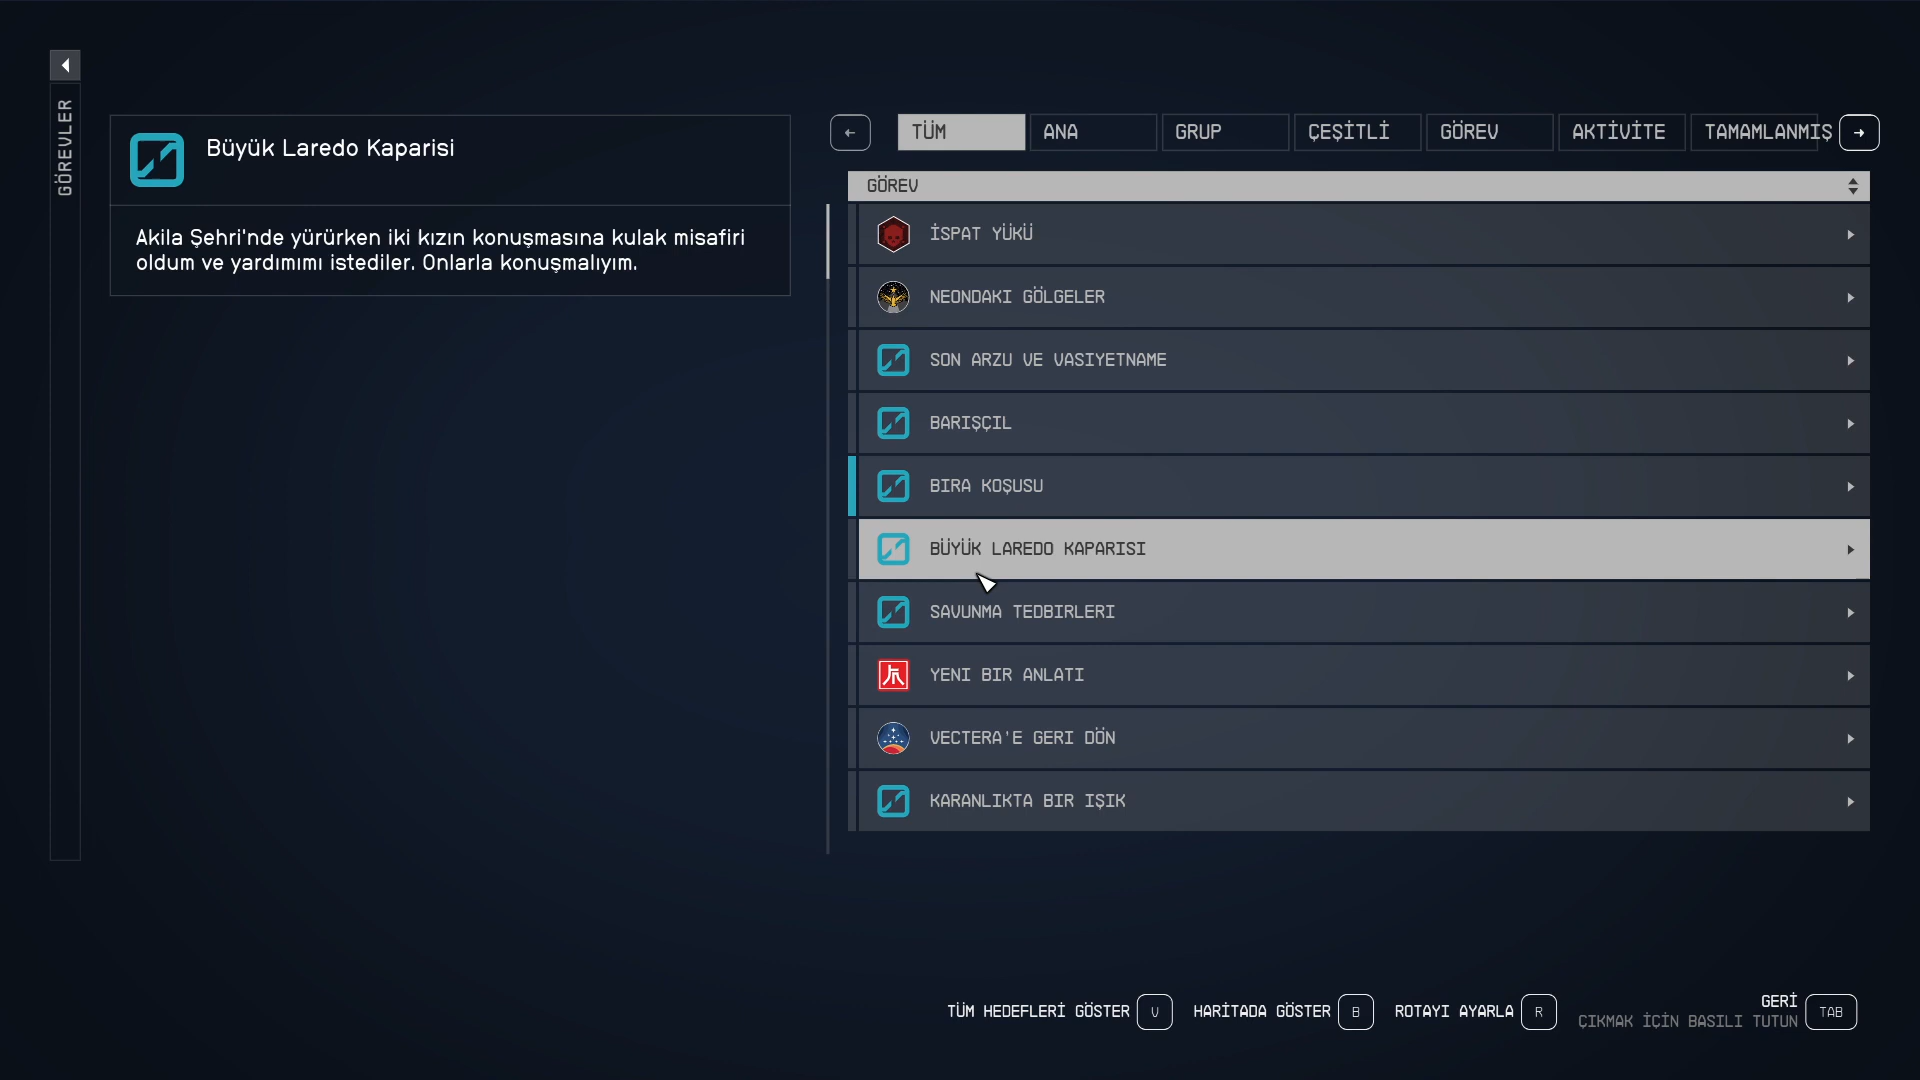 GÖREVLER
Büyük Laredo Kaparisi
Akila Şehri'nde yürürken iki kızın konuşmasına kulak misafiri
oldum ve yardımımı istediler. Onlarla konuşmalıyım.
TÜM
ANA
GRUP
ÇEŞİTLİ
GÖREV
AKTİVİTE
TAMAMLANMIŞ
GÖREV
İSPAT YÜKÜ
NEONDAKI GÖLGELER
SON ARZU VE VASIYETNAME
BARIŞÇIL
BIRA KOŞUSU
BÜYÜK LAREDO KAPARISI
SAVUNMA TEDBIRLERI
YENI BIR ANLATI
VECTERA'E GERI DÖN
KARANLIKTA BIR IŞIK
TÜM HEDEFLERİ GÖSTER V
HARİTADA GÖSTER B
ROTAYI AYARLA R
GERİ
ÇIKMAK İÇİN BASILI TUTUN TAB